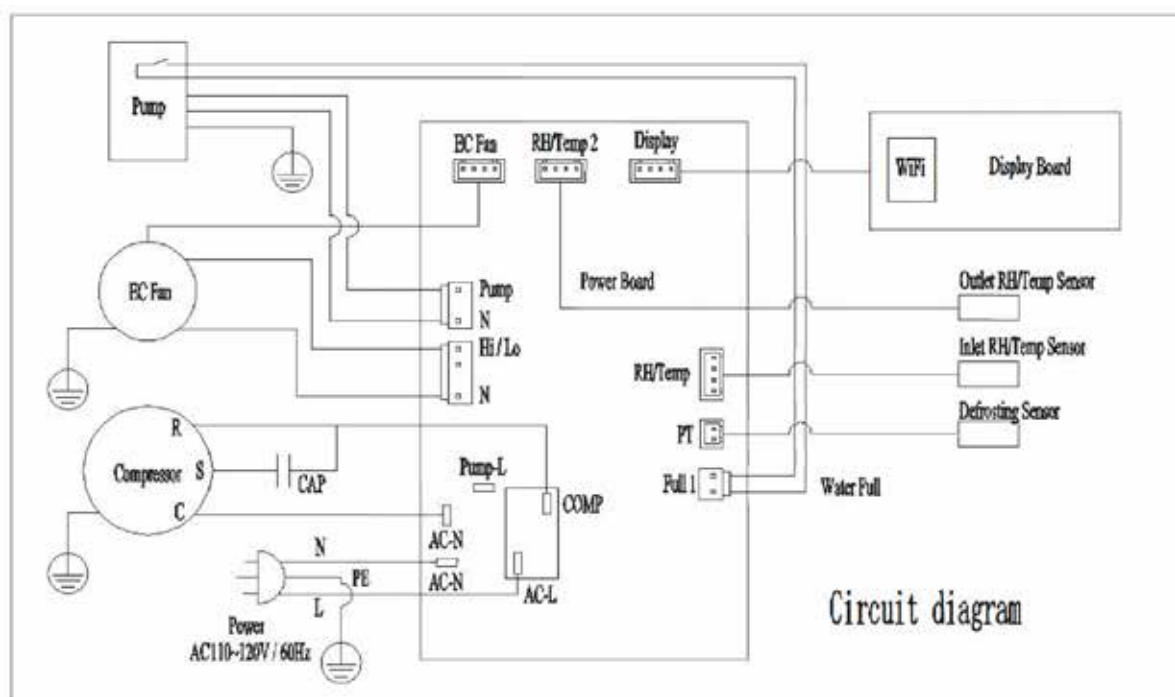 Pump
EC Fan
RH/Temp 2
Display
WiFi
Display Board
EC Fan
Pump
N
Power Board
Outlet RH/Temp Sensor
Hi / Lo
N
RH/Temp
Inlet RH/Temp Sensor
Defrosting Sensor
PT
R
Compressor
S
CAP
C
Pump-L
COMP
Full 1
Water Full
AC-N
N
PE
AC-N
L
AC-L
Power
AC110~120V / 60Hz
Circuit diagram